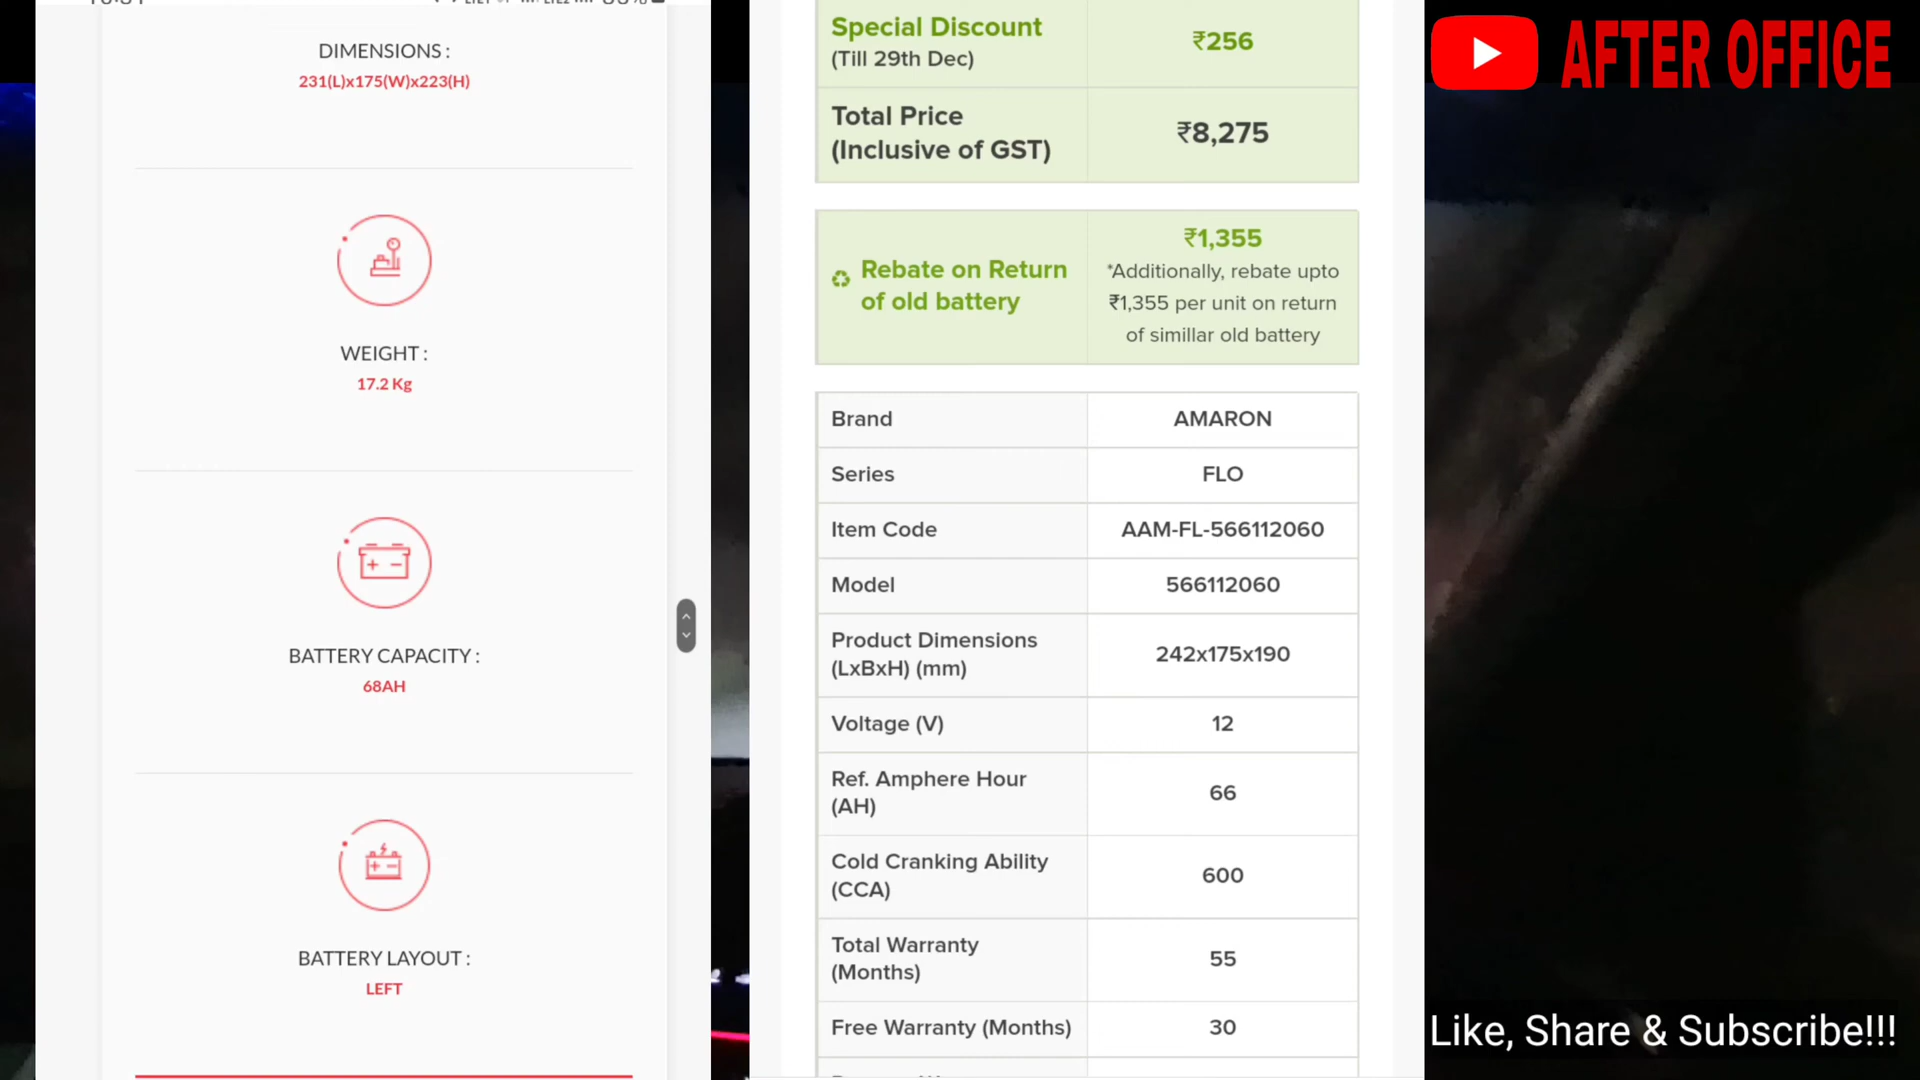 DIMENSIONS :
231(L)x175(W)x223(H)
WEIGHT :
17.2 Kg
BATTERY CAPACITY :
68AH
BATTERY LAYOUT :
LEFT
Special Discount
(Till 29th Dec)
₹256
Total Price
(Inclusive of GST)
₹8,275
Rebate on Return
of old battery
₹1,355
*Additionally, rebate upto
₹1,355 per unit on return
of simillar old battery
Brand
AMARON
Series
FLO
Item Code
AAM-FL-566112060
Model
566112060
Product Dimensions
(LxBxH) (mm)
242x175x190
Voltage (V)
12
Ref. Amphere Hour
(AH)
66
Cold Cranking Ability
(CCA)
600
Total Warranty
(Months)
55
Free Warranty (Months)
30
AFTER OFFICE
Like, Share & Subscribe!!!